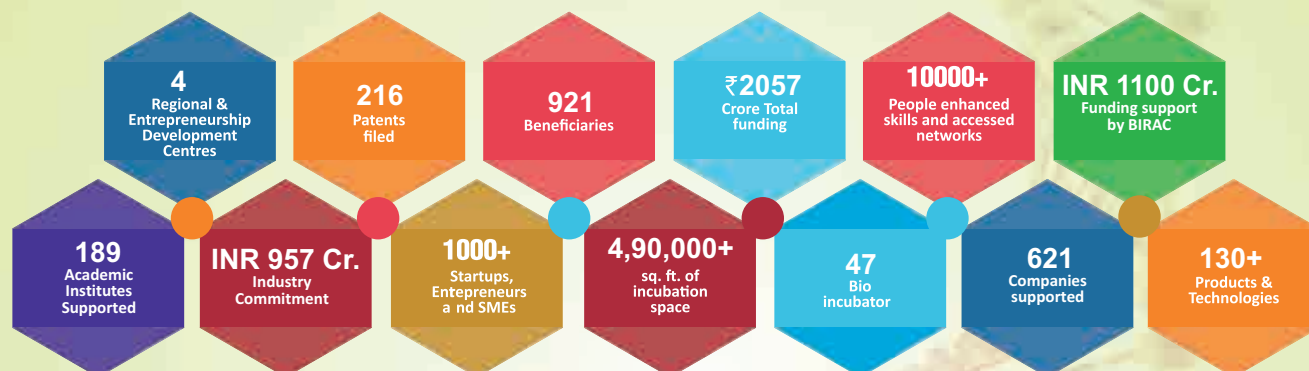 4
Regional &
Entrepreneurship
Development
Centres
216
Patents
filed
921
Beneficiaries
₹2057
Crore Total
funding
10000+
People enhanced
skills and accessed
networks
INR 1100 Cr.
Funding support
by BIRAC
189
Academic
Institutes
Supported
INR 957 Cr.
Industry
Commitment
1000+
Startups,
Entepreneurs
a nd SMEs
4,90,000+
sq. ft. of
incubation
space
47
Bio
incubator
621
Companies
supported
130+
Products &
Technologies